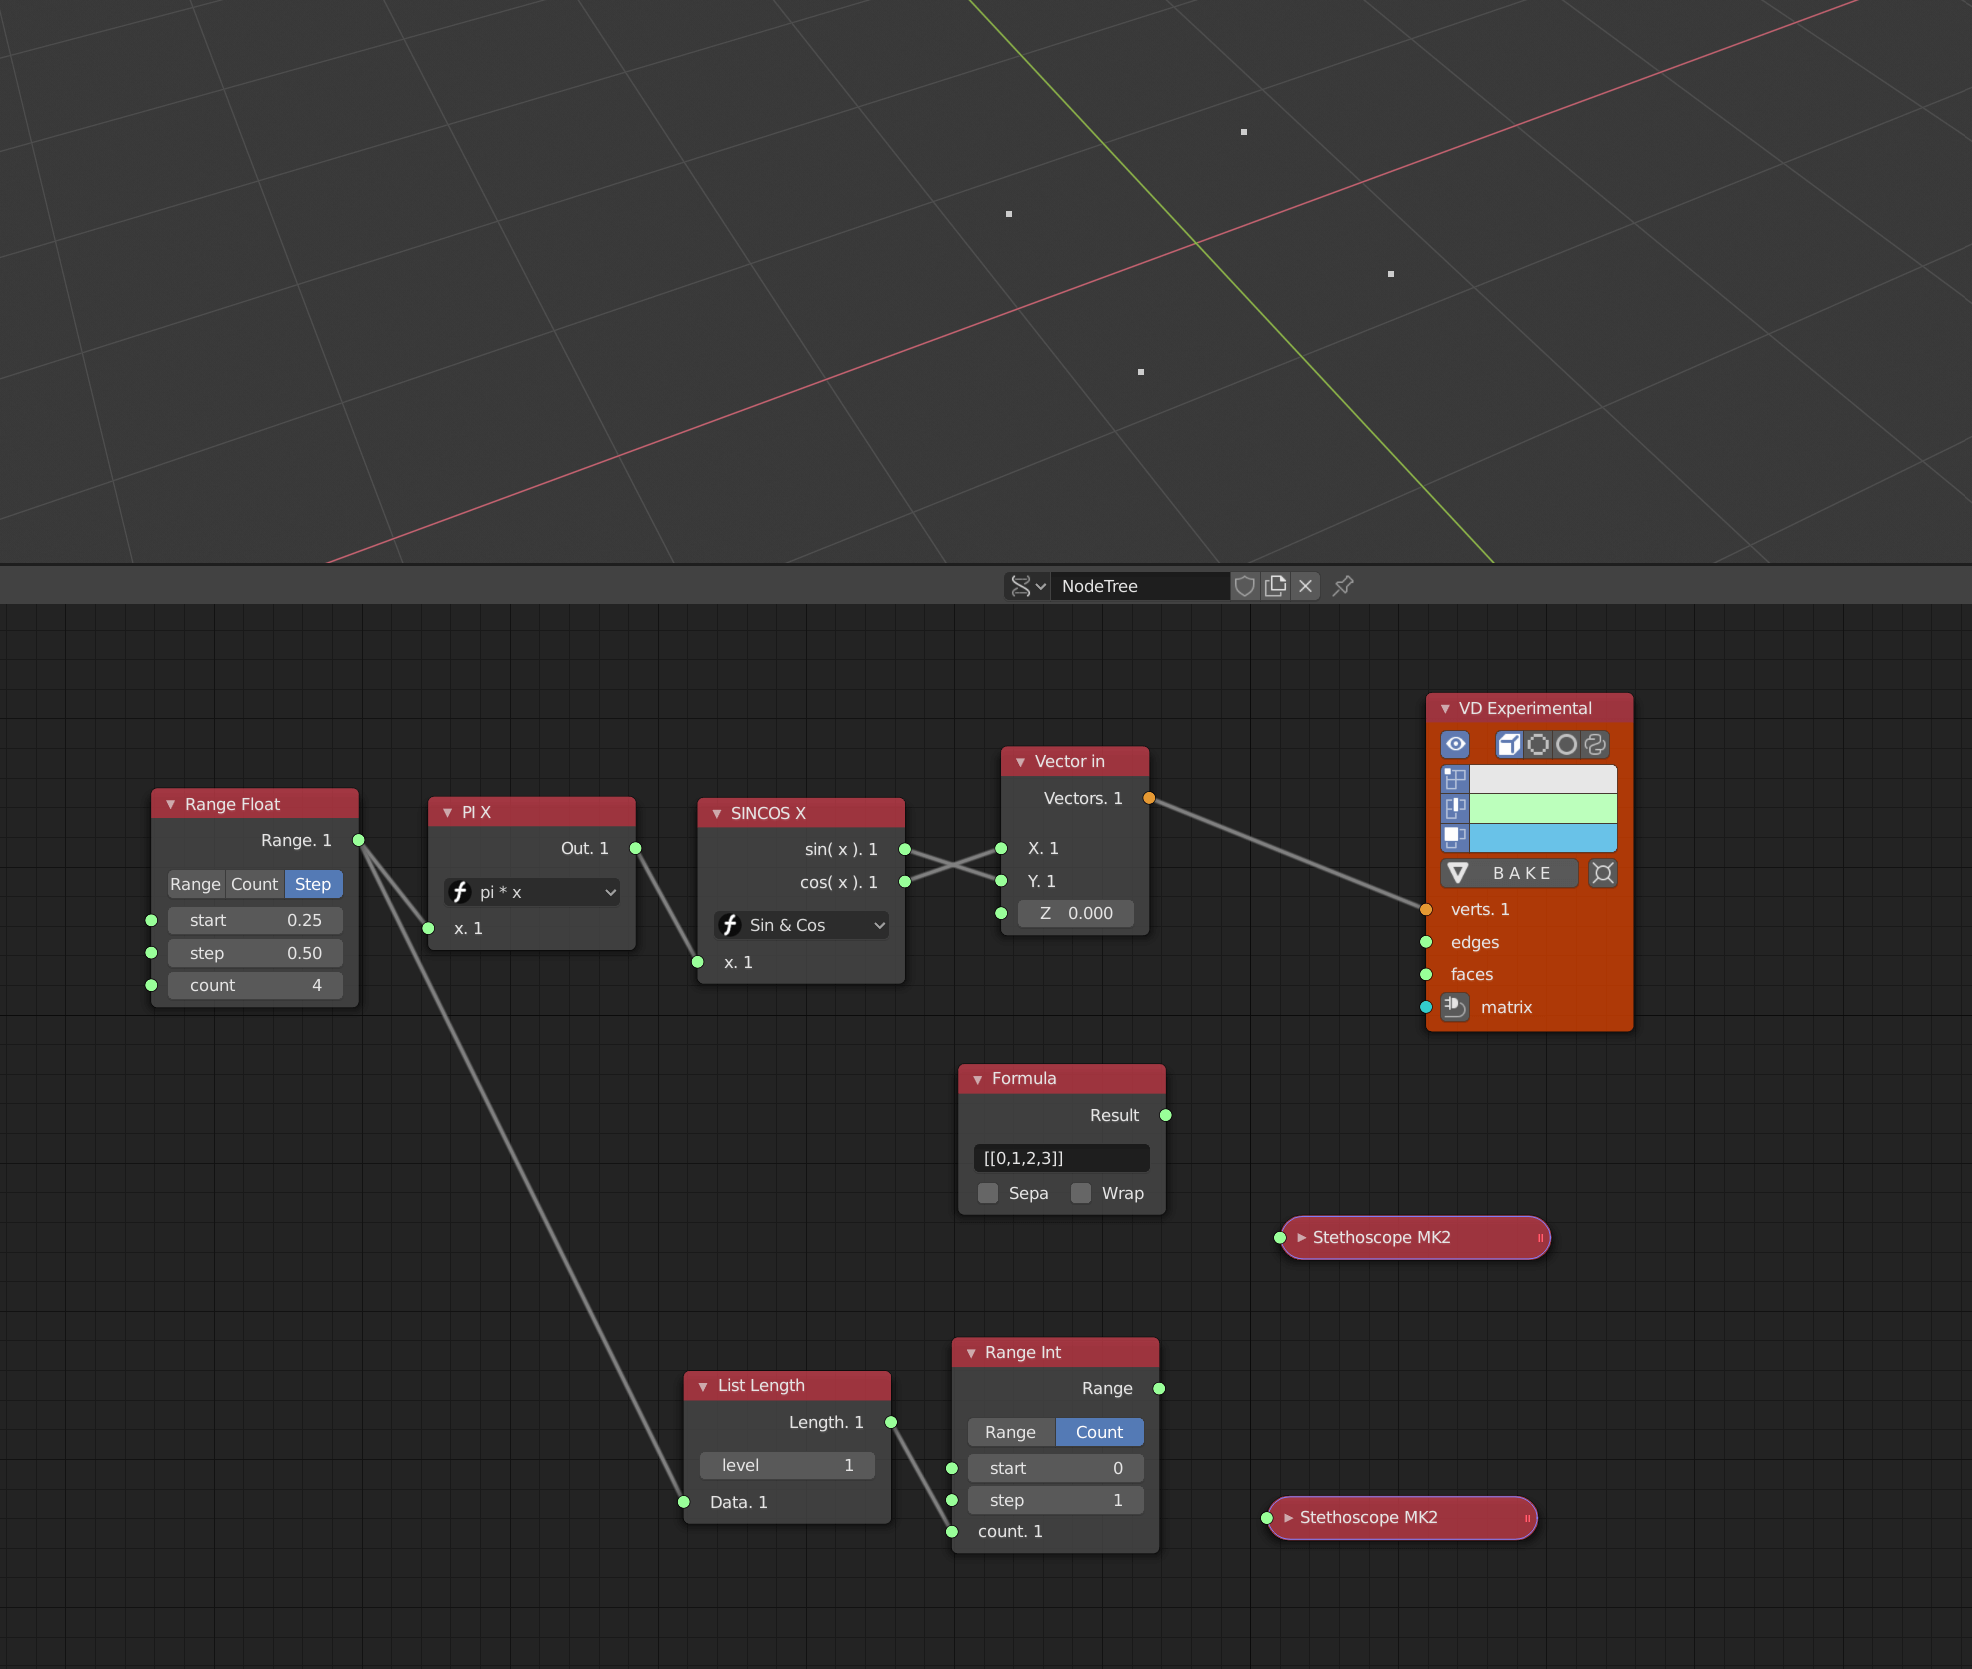 NodeTree
Range Float
Range. 1
Range Count Step
start 0.25
step 0.50
count 4
PI X
Out. 1
pi * x
x. 1
SINCOS X
sin( x ). 1
cos( x ). 1
Sin & Cos
x. 1
Vector in
Vectors. 1
X. 1
Y. 1
Z 0.000
VD Experimental
BAKE
verts. 1
edges
faces
matrix
Formula
Result
[[0,1,2,3]]
Sepa Wrap
Stethoscope MK2
List Length
Length. 1
level 1
Data. 1
Range Int
Range
Range Count
start 0
step 1
count. 1
Stethoscope MK2